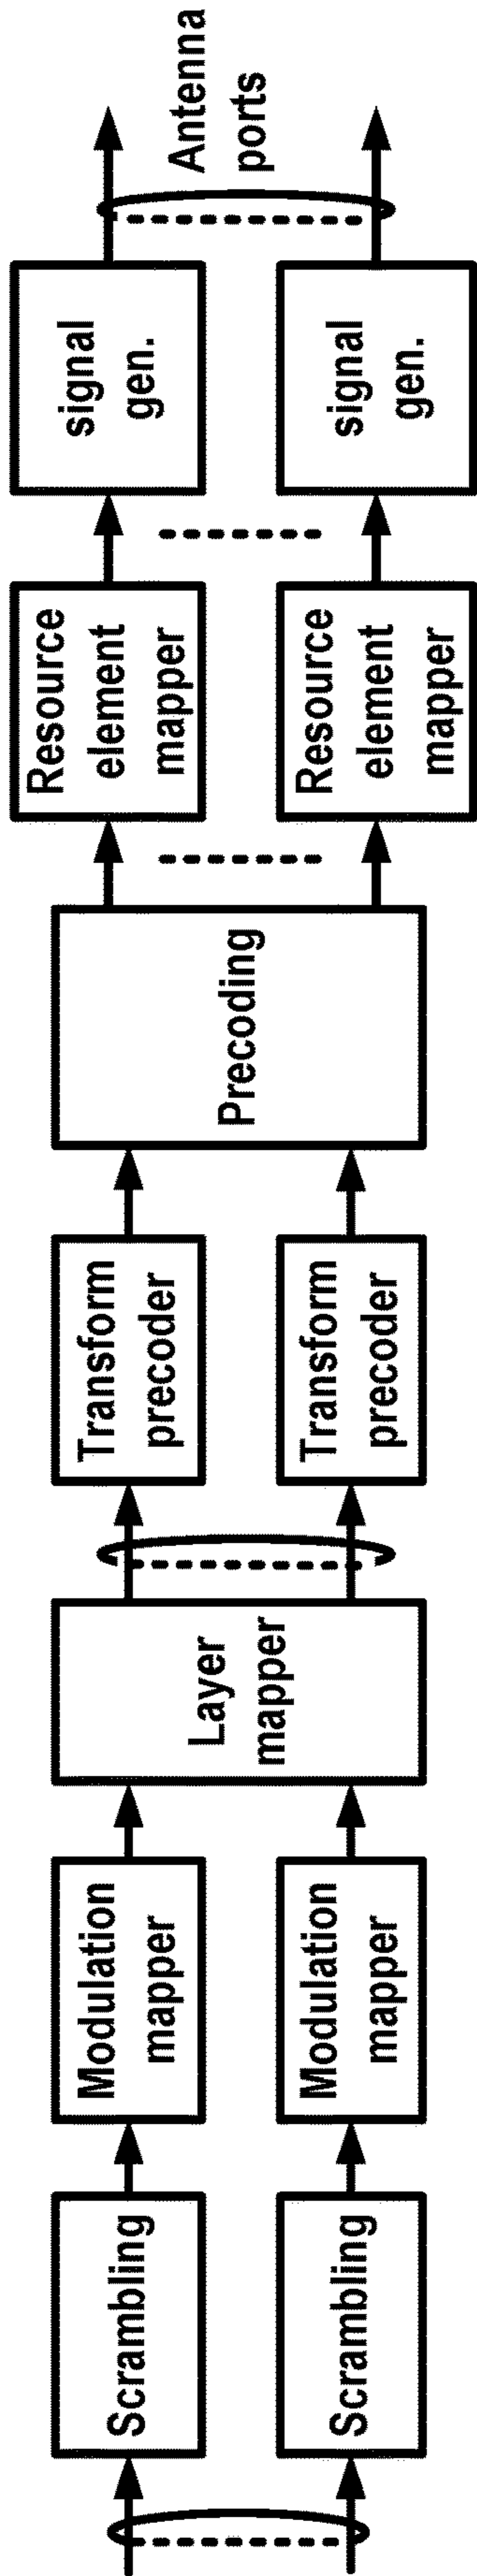 Scrambling
Scrambling
Modulation
mapper
Modulation
mapper
Layer
mapper
Transform
precoder
Transform
precoder
Precoding
Resource
element
mapper
Resource
element
mapper
signal
gen.
signal
gen.
Antenna
ports